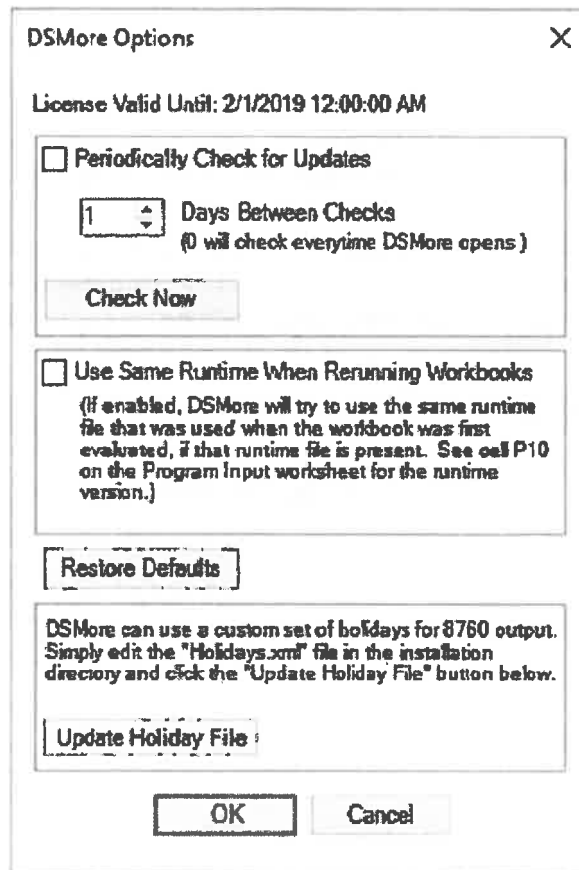 DSMore Options
License Valid Until: 2/1/2019 12:00:00 AM
Periodically Check for Updates
1 Days Between Checks
(0 will check everytime DSMore opens )
Check Now
Use Same Runtime When Rerunning Workbooks
(If enabled, DSMore will try to use the same runtime
file that was used when the workbook was first
evaluated, if that runtime file is present. See cell P10
on the Program Input worksheet for the runtime
version.)
Restore Defaults
DSMore can use a custom set of holidays for 8760 output.
Simply edit the "Holidays.xml" file in the installation
directory and click the "Update Holiday File" button below.
Update Holiday File
OK Cancel